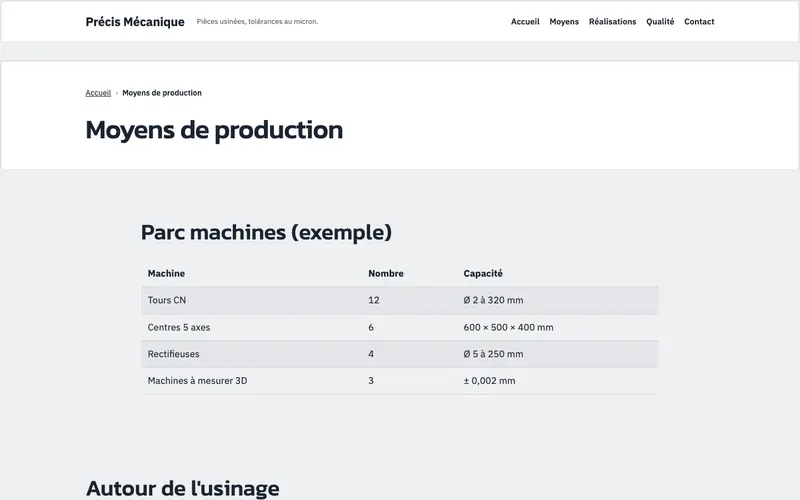 Précis Mécanique Pièces usinées, tolérances au micron. Accueil Moyens Réalisations Qualité Contact
Accueil › Moyens de production
Moyens de production
Parc machines (exemple)
Machine Nombre Capacité
Tours CN 12 Ø 2 à 320 mm
Centres 5 axes 6 600 × 500 × 400 mm
Rectifieuses 4 Ø 5 à 250 mm
Machines à mesurer 3D 3 ± 0,002 mm
Autour de l'usinage